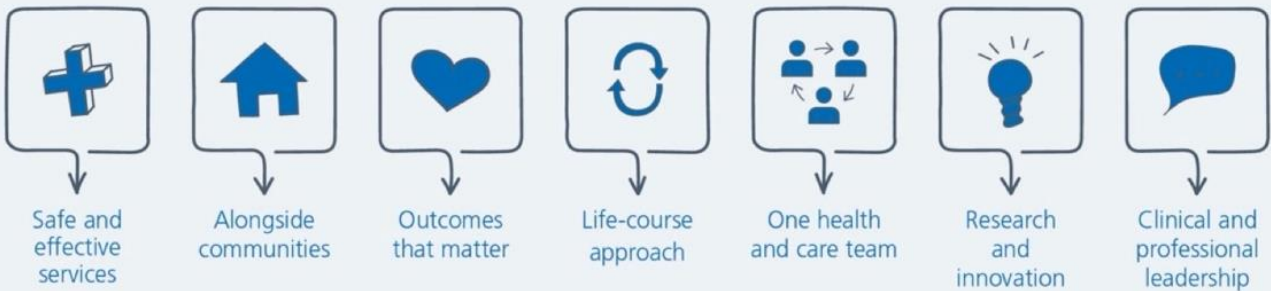 Safe and
effective
services
Alongside
communities
Outcomes
that matter
Life-course
approach
One health
and care team
Research
and
innovation
Clinical and
professional
leadership